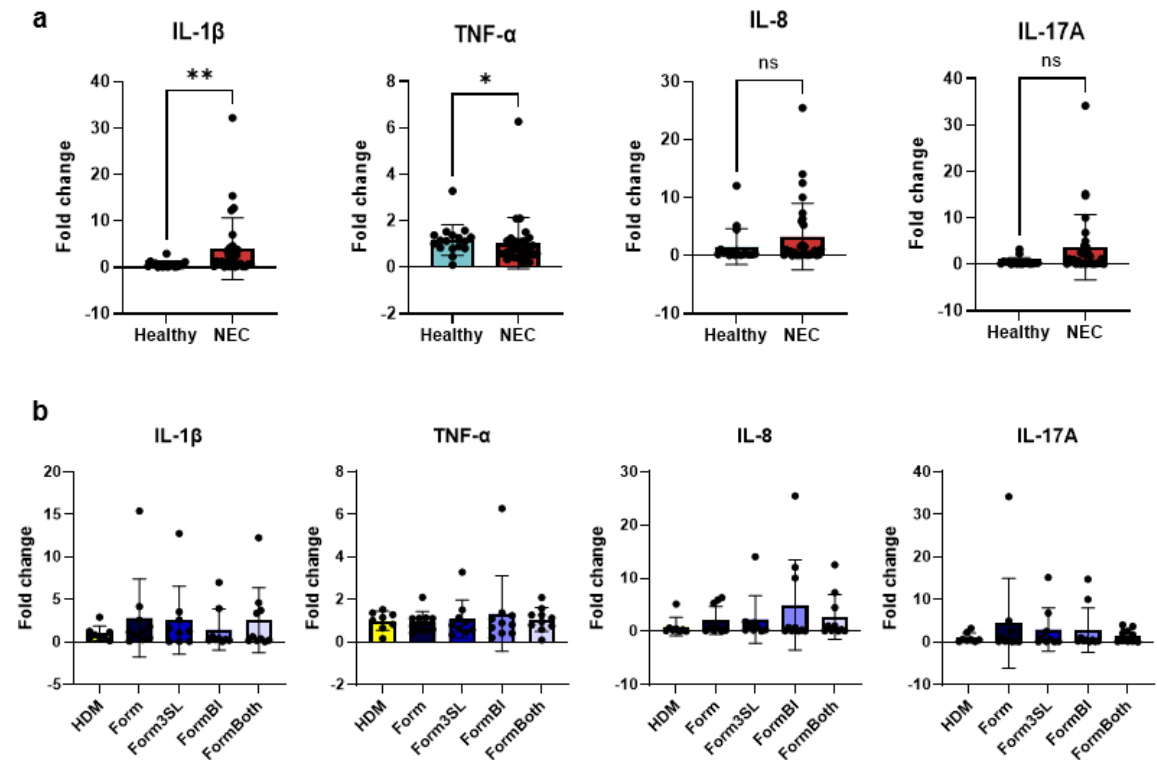 a
IL-1β
TNF-α
IL-8
IL-17A
**
*
ns
ns
Fold change
40
30
20
10
0
-10
Healthy NEC
Fold change
8
6
4
2
0
-2
Healthy NEC
Fold change
30
20
10
0
-10
Healthy NEC
Fold change
40
30
20
10
0
-10
Healthy NEC
b
IL-1β
TNF-α
IL-8
IL-17A
Fold change
20
15
10
5
0
-5
HDM
Form
Form3SL
FormBI
FormBoth
Fold change
8
6
4
2
0
-2
HDM
Form
Form3SL
FormBI
FormBoth
Fold change
30
20
10
0
-10
HDM
Form
Form3SL
FormBI
FormBoth
Fold change
40
30
20
10
0
-10
HDM
Form
Form3SL
FormBI
FormBoth